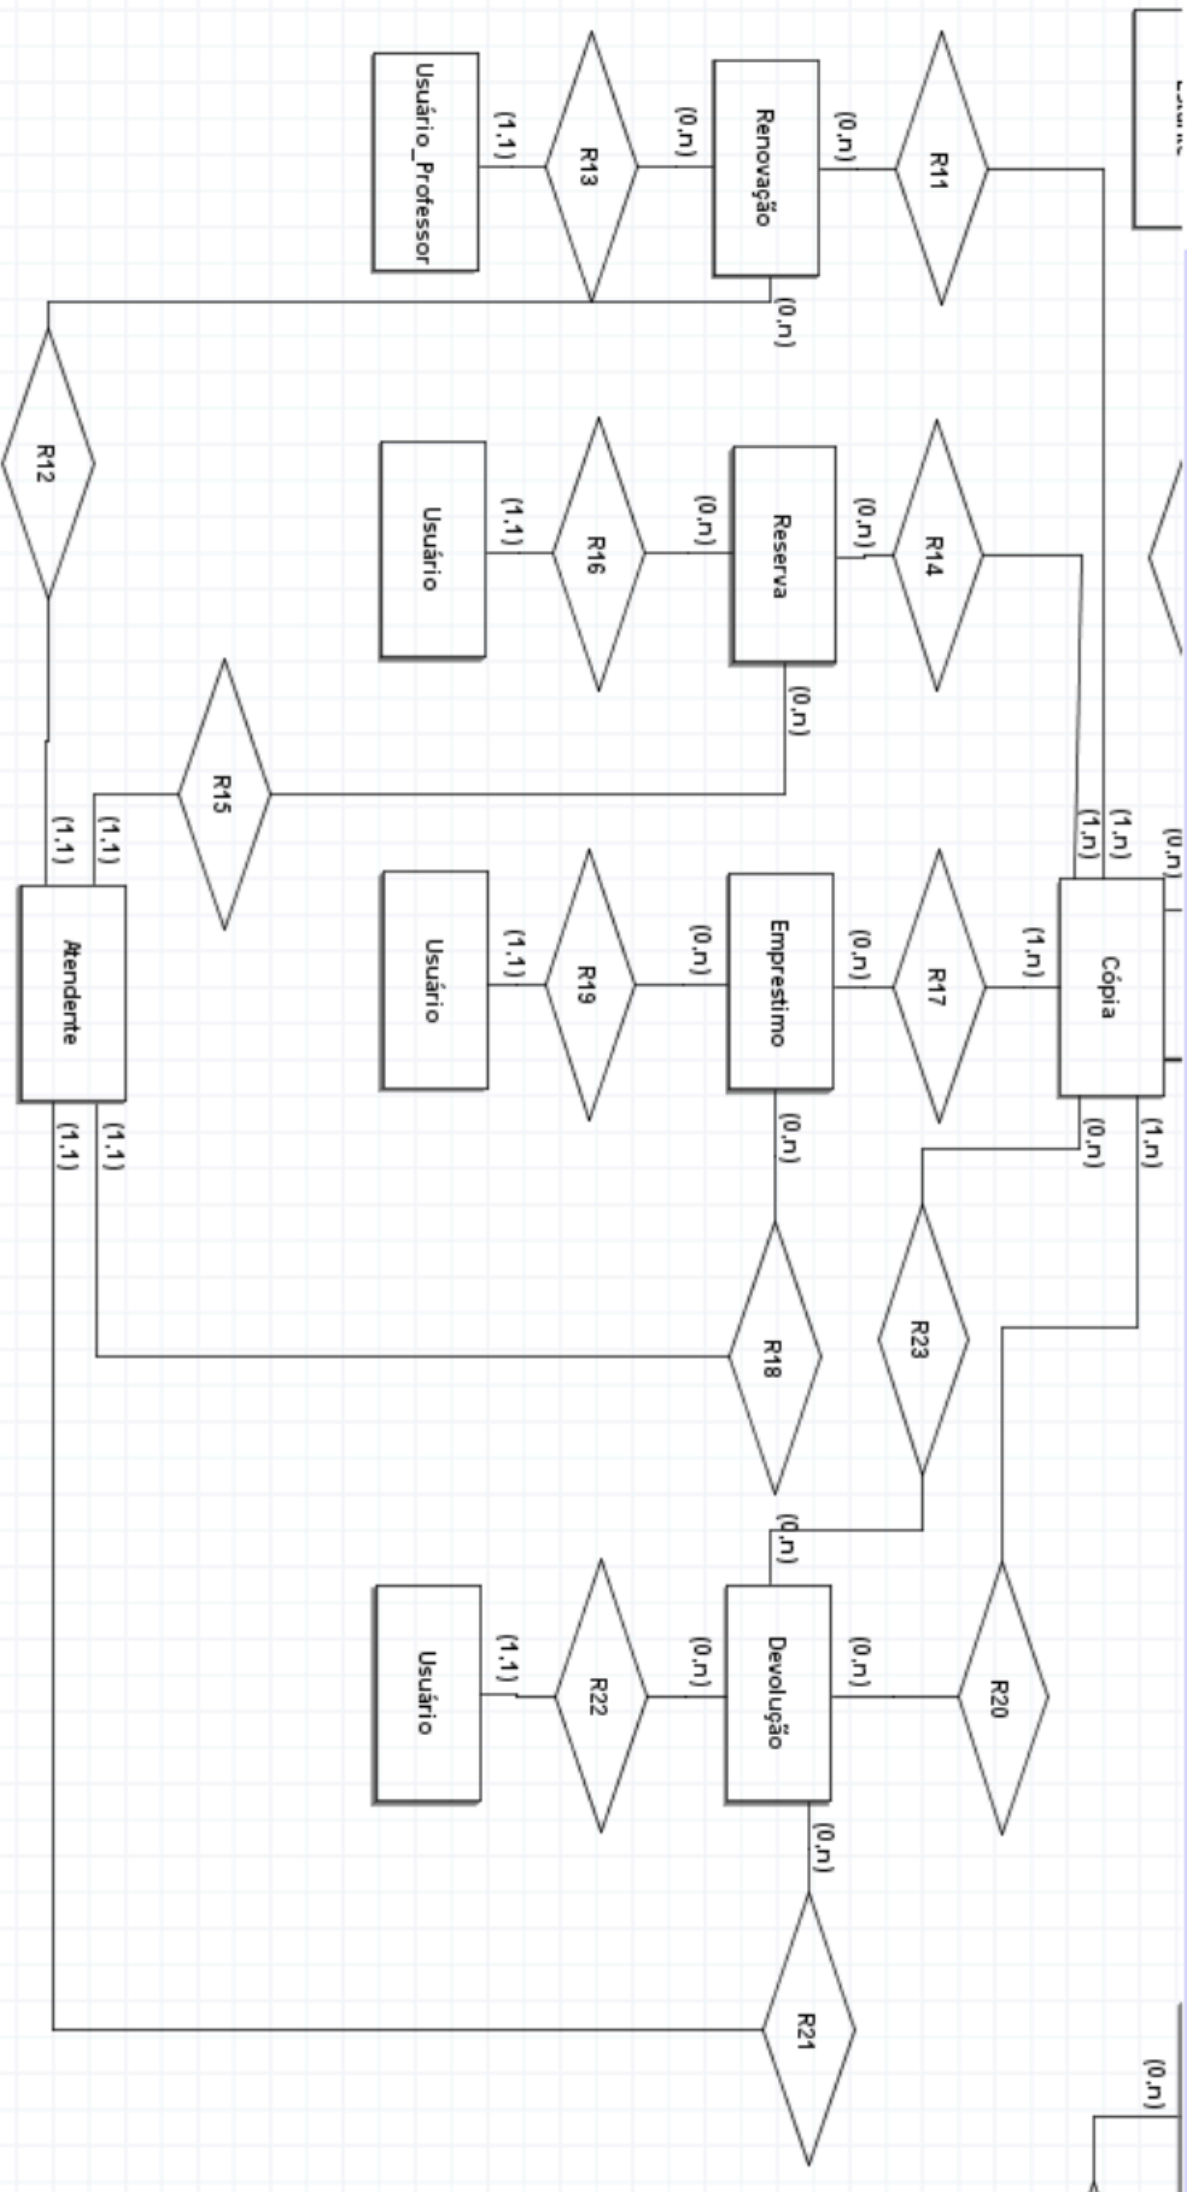 (0,n)
(0,n)
(1,n)
(1,n)
(1,n)
Cópia
(0,n)
(1,n)
R20
R11
R14
R17
R23
(0,n)
(0,n)
(0,n)
(0,n)
Renovação
(0,n)
Reserva
(0,n)
Emprestimo
(0,n)
R18
(0,n)
Devolução
(0,n)
R21
(0,n)
(0,n)
(0,n)
(0,n)
R13
R16
R19
R22
(1,1)
(1,1)
(1,1)
(1,1)
Usuário_Professor
Usuário
Usuário
Usuário
R15
(1,1)
(1,1)
R12
(1,1)
Atendente
(1,1)